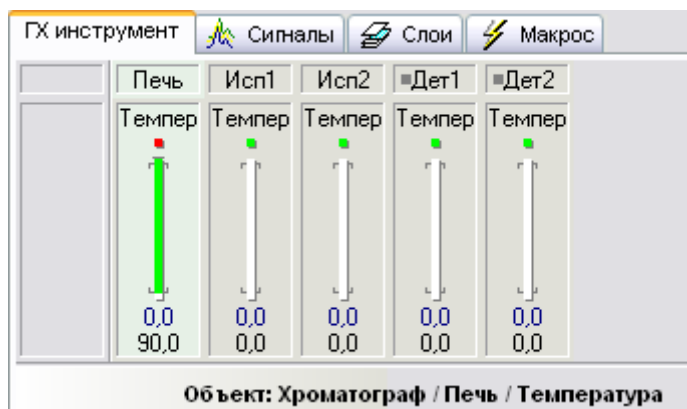 ГХ инструмент Сигналы Слои Макрос
Печь Исп1 Исп2 Дет1 Дет2
Темпер Темпер Темпер Темпер Темпер
0,0 0,0 0,0 0,0 0,0
90,0 0,0 0,0 0,0 0,0
Объект: Хроматограф / Печь / Температура